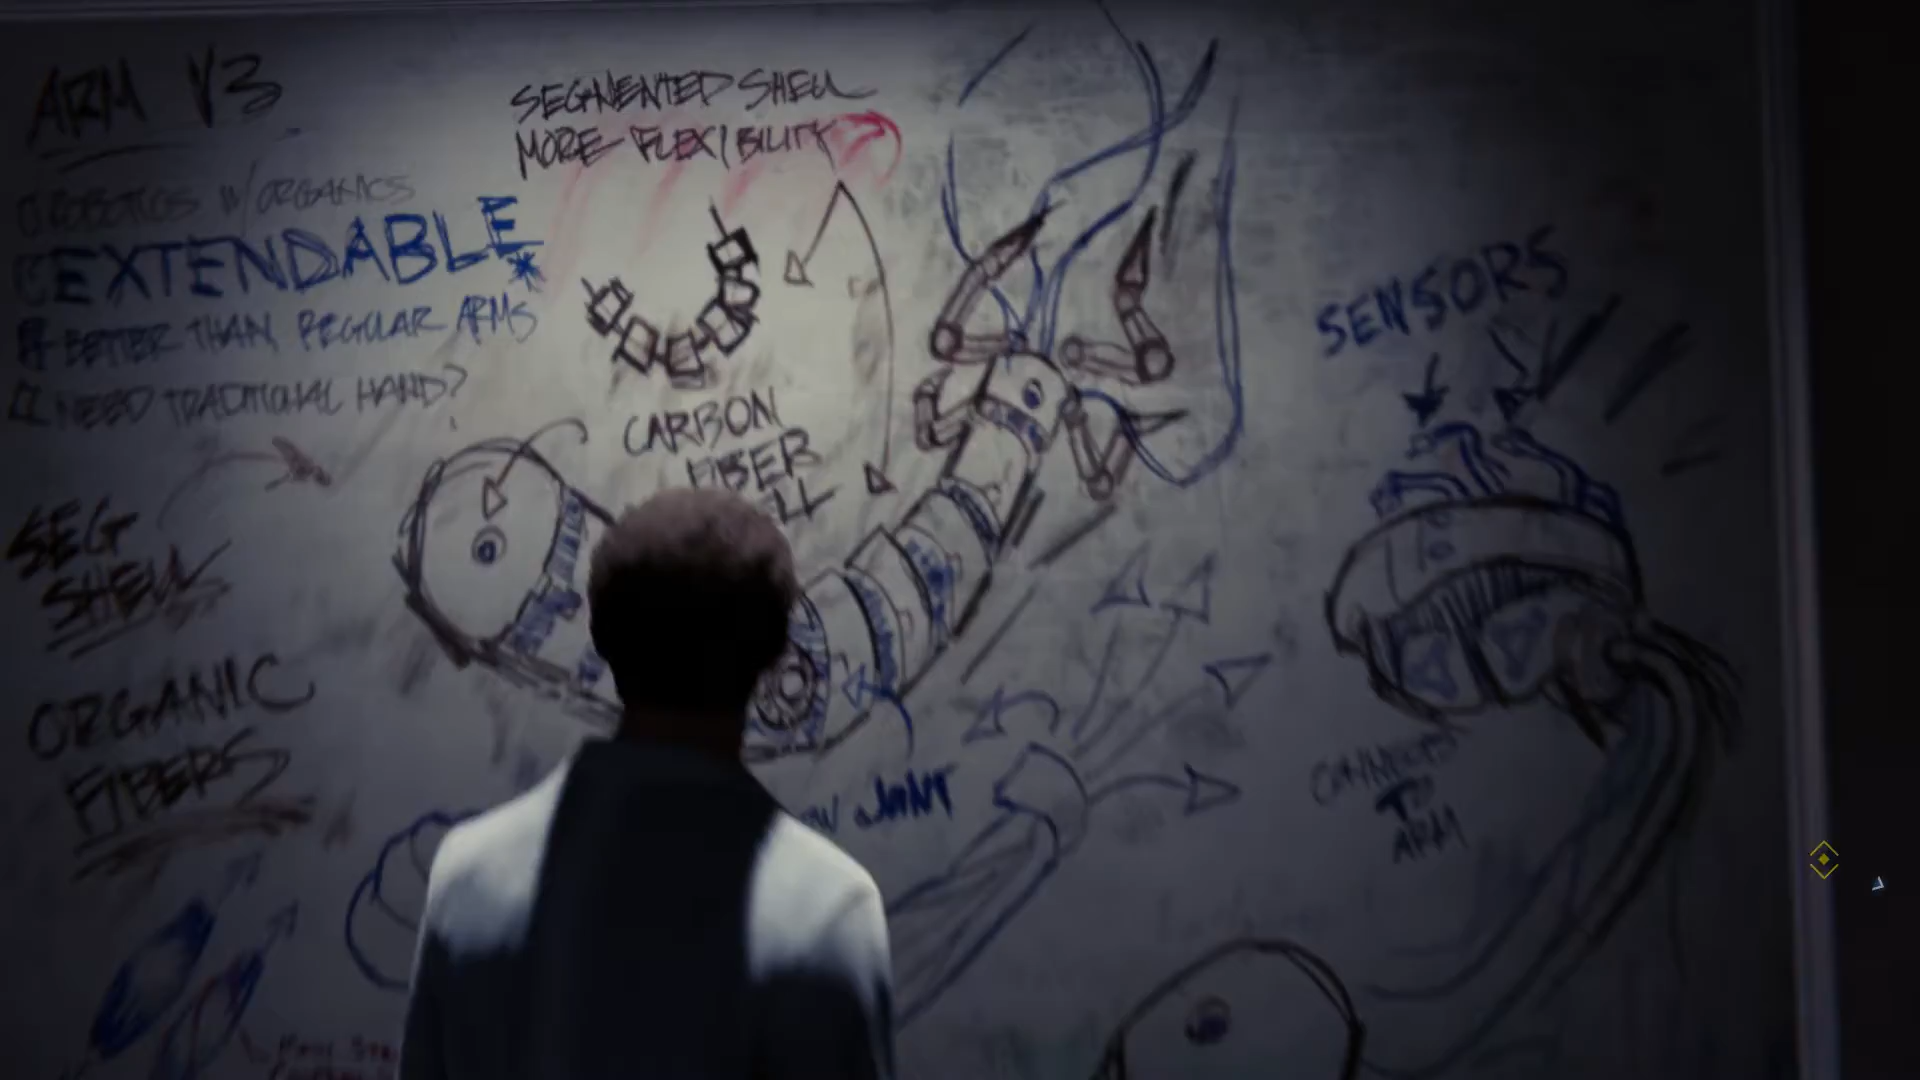 ARM V3
ROBOTICS W/ ORGANICS
EXTENDABLE*
BETTER THAN REGULAR ARMS
NEED TRADITIONAL HAND?
SEGMENTED SHELL
MORE FLEXIBILITY
CARBON
FIBER
SENSORS
SEG
SHELL
ORGANIC
FIBERS
JOINT
CONNECTS
TO
ARM